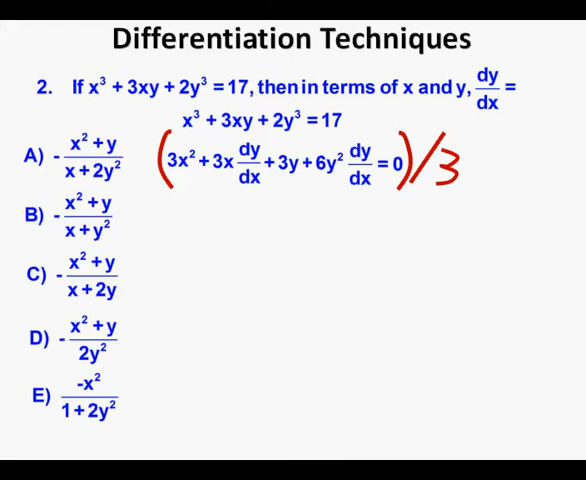 Differentiation Techniques
2. If x³ + 3xy + 2y³ = 17, then in terms of x and y, dy/dx =
x³ + 3xy + 2y³ = 17
(3x² + 3x dy/dx + 3y + 6y² dy/dx = 0)/3
A) - x² + y / x + 2y²
B) - x² + y / x + y²
C) - x² + y / x + 2y
D) - x² + y / 2y²
E) -x² / 1 + 2y²